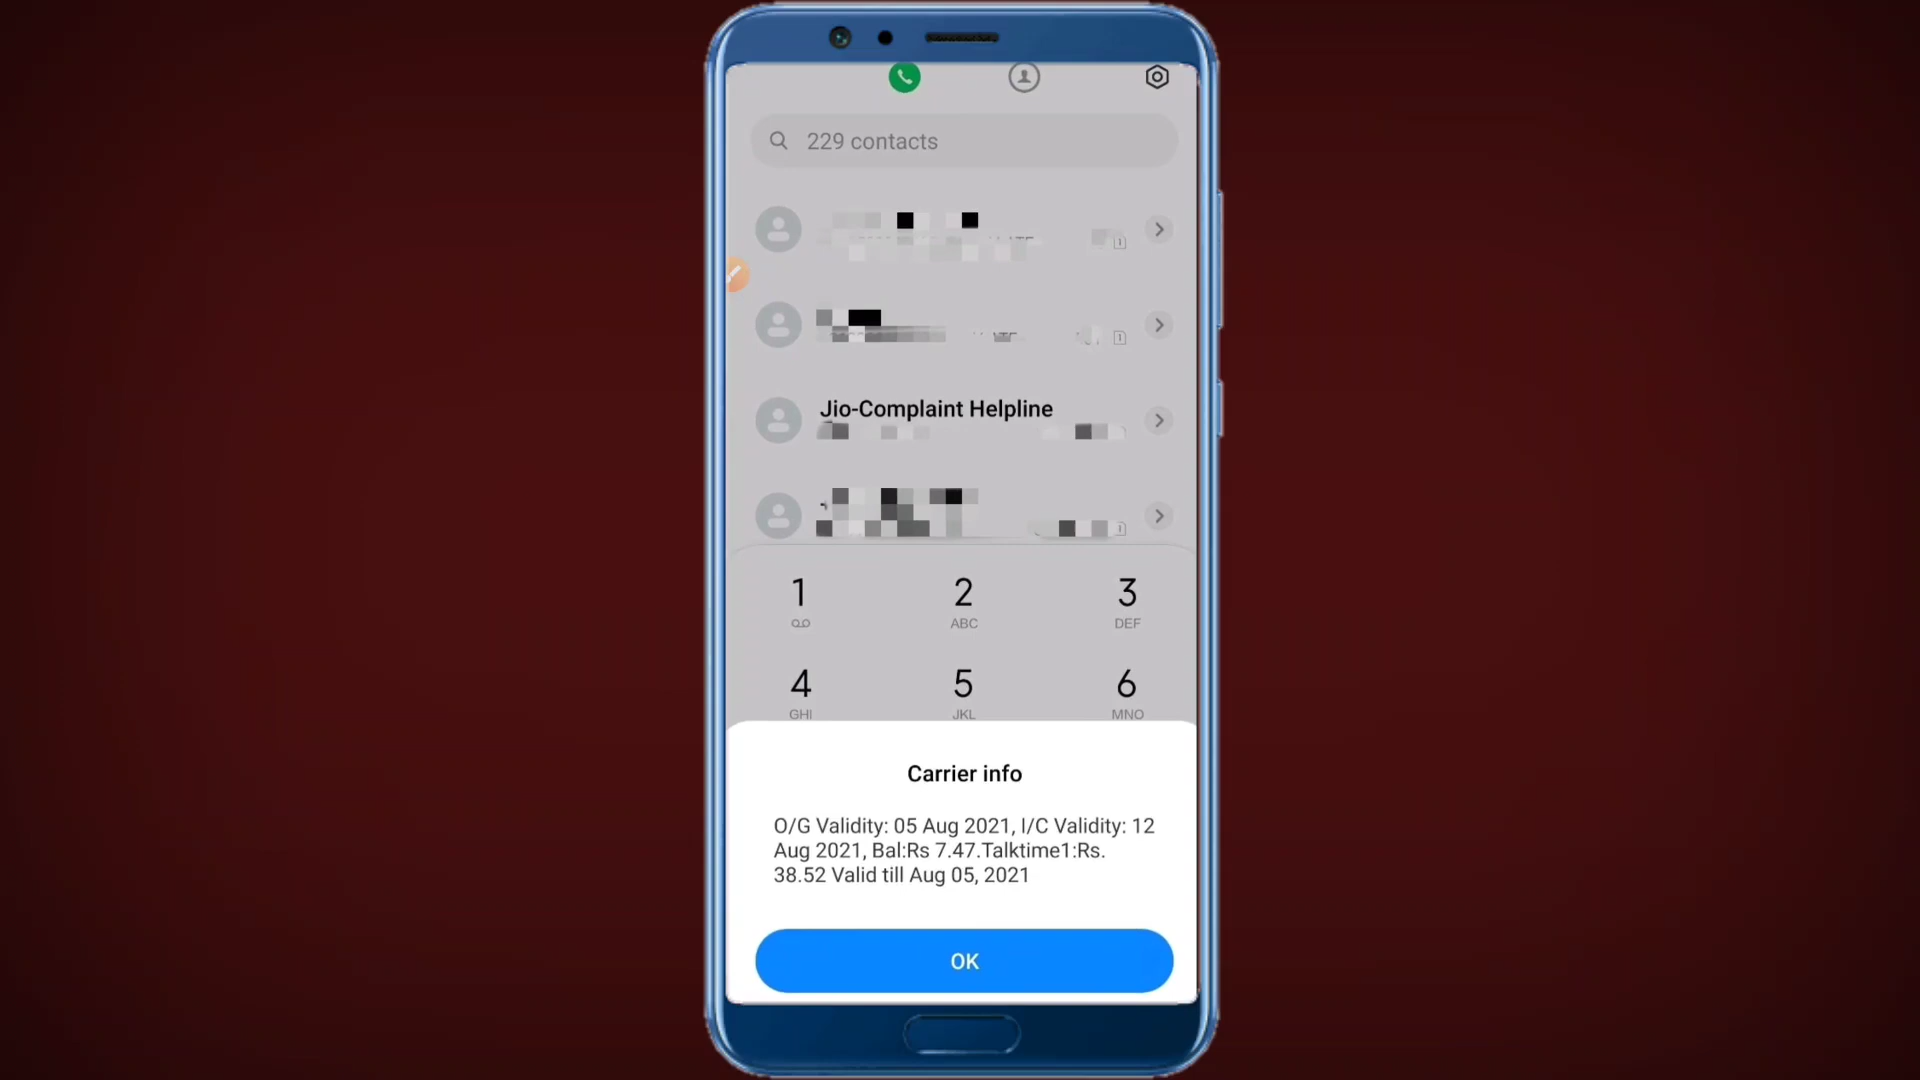 229 contacts
Jio-Complaint Helpline
1
2
ABC
3
DEF
4
GHI
5
JKL
6
MNO
Carrier info
O/G Validity: 05 Aug 2021, I/C Validity: 12
Aug 2021, Bal:Rs 7.47.Talktime1:Rs.
38.52 Valid till Aug 05, 2021
OK